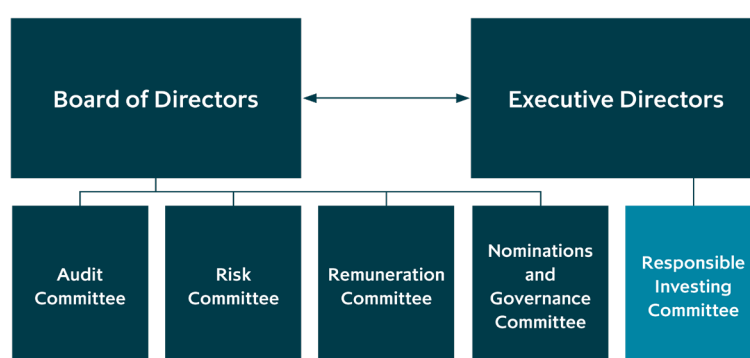 Board of Directors
Executive Directors
Audit
Committee
Risk
Committee
Remuneration
Committee
Nominations
and
Governance
Committee
Responsible
Investing
Committee